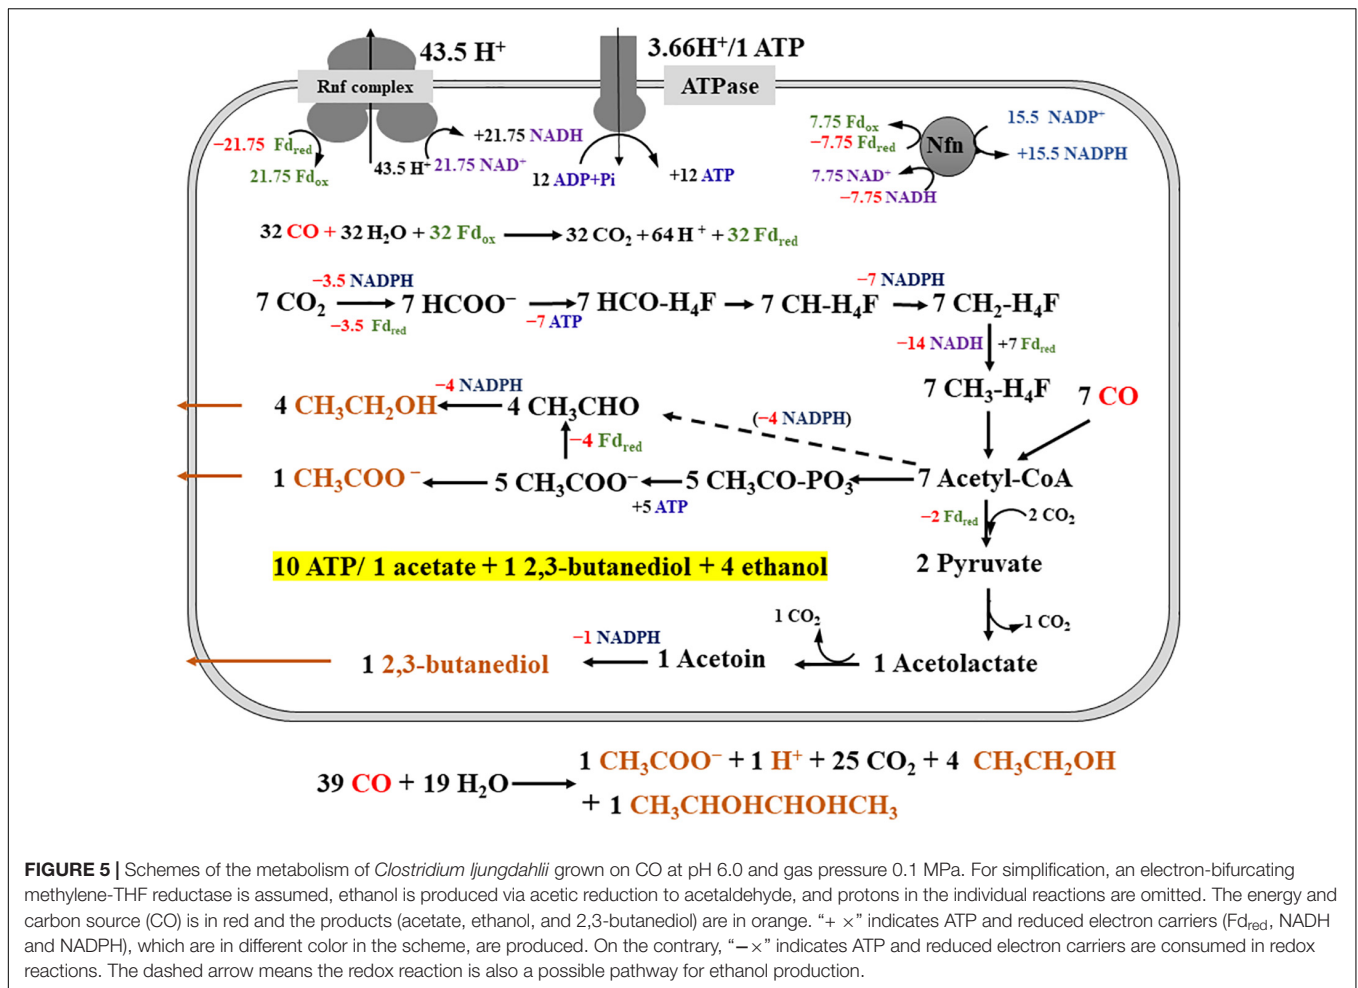 43.5 H⁺
3.66H⁺/1 ATP
Rnf complex
ATPase
−21.75 Fd_red
21.75 Fd_ox
43.5 H⁺
21.75 NAD⁺
+21.75 NADH
12 ADP+Pi
+12 ATP
7.75 Fd_ox
−7.75 Fd_red
Nfn
15.5 NADP⁺
+15.5 NADPH
7.75 NAD⁺
−7.75 NADH
32 CO + 32 H₂O + 32 Fd_ox → 32 CO₂ + 64 H⁺ + 32 Fd_red
−3.5 NADPH
−7 NADPH
7 CO₂ → 7 HCOO⁻ → 7 HCO-H₄F → 7 CH-H₄F → 7 CH₂-H₄F
−3.5 Fd_red
−7 ATP
−14 NADH
+7 Fd_red
7 CH₃-H₄F
7 CO
−4 NADPH
4 CH₃CH₂OH
4 CH₃CHO
(−4 NADPH)
−4 Fd_red
1 CH₃COO⁻
5 CH₃COO⁻
5 CH₃CO-PO₃
7 Acetyl-CoA
+5 ATP
−2 Fd_red
2 CO₂
10 ATP/ 1 acetate + 1 2,3-butanediol + 4 ethanol
2 Pyruvate
1 CO₂
1 CO₂
−1 NADPH
1 2,3-butanediol
1 Acetoin
1 Acetolactate
39 CO + 19 H₂O → 1 CH₃COO⁻ + 1 H⁺ + 25 CO₂ + 4 CH₃CH₂OH
+ 1 CH₃CHOHCHOHCH₃
FIGURE 5 | Schemes of the metabolism of Clostridium ljungdahlii grown on CO at pH 6.0 and gas pressure 0.1 MPa. For simplification, an electron-bifurcating
methylene-THF reductase is assumed, ethanol is produced via acetic reduction to acetaldehyde, and protons in the individual reactions are omitted. The energy and
carbon source (CO) is in red and the products (acetate, ethanol, and 2,3-butanediol) are in orange. “+ ×” indicates ATP and reduced electron carriers (Fd_red, NADH
and NADPH), which are in different color in the scheme, are produced. On the contrary, “−×” indicates ATP and reduced electron carriers are consumed in redox
reactions. The dashed arrow means the redox reaction is also a possible pathway for ethanol production.